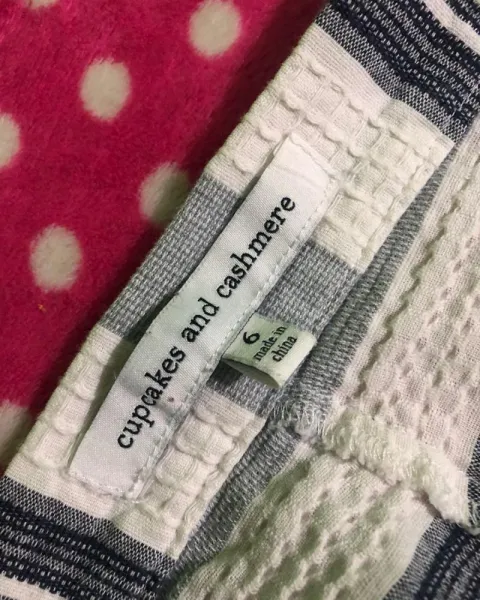 cupcakes and cashmere
6
made in
china